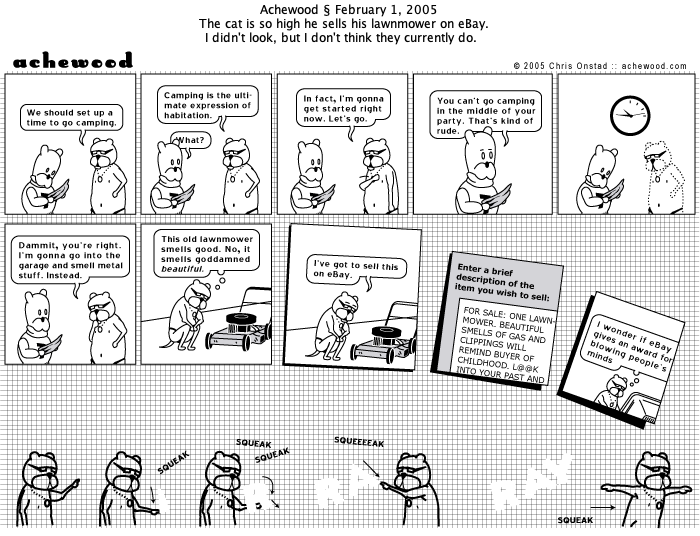 Achewood § February 1, 2005
The cat is so high he sells his lawnmower on eBay.
I didn't look, but I don't think they currently do.
achewood
© 2005 Chris Onstad :: achewood.com
We should set up a
time to go camping.
Camping is the ulti-
mate expression of
habitation.
What?
In fact, I'm gonna
get started right
now. Let's go.
You can't go camping
in the middle of your
party. That's kind of
rude.
Dammit, you're right.
I'm gonna go into the
garage and smell metal
stuff. Instead.
This old lawnmower
smells good. No, it
smells goddamned
beautiful.
I've got to sell this
on eBay.
Enter a brief
description of the
item you wish to sell:
FOR SALE: ONE LAWN-
MOWER. BEAUTIFUL
SMELLS OF GAS AND
CLIPPINGS WILL
REMIND BUYER OF
CHILDHOOD. L@@K
INTO YOUR PAST AND
I wonder if eBay
gives an award for
blowing people's
minds
SQUEAK
SQUEAK
SQUEAK
R
SQUEEEEAK
RA
RAY
SQUEAK